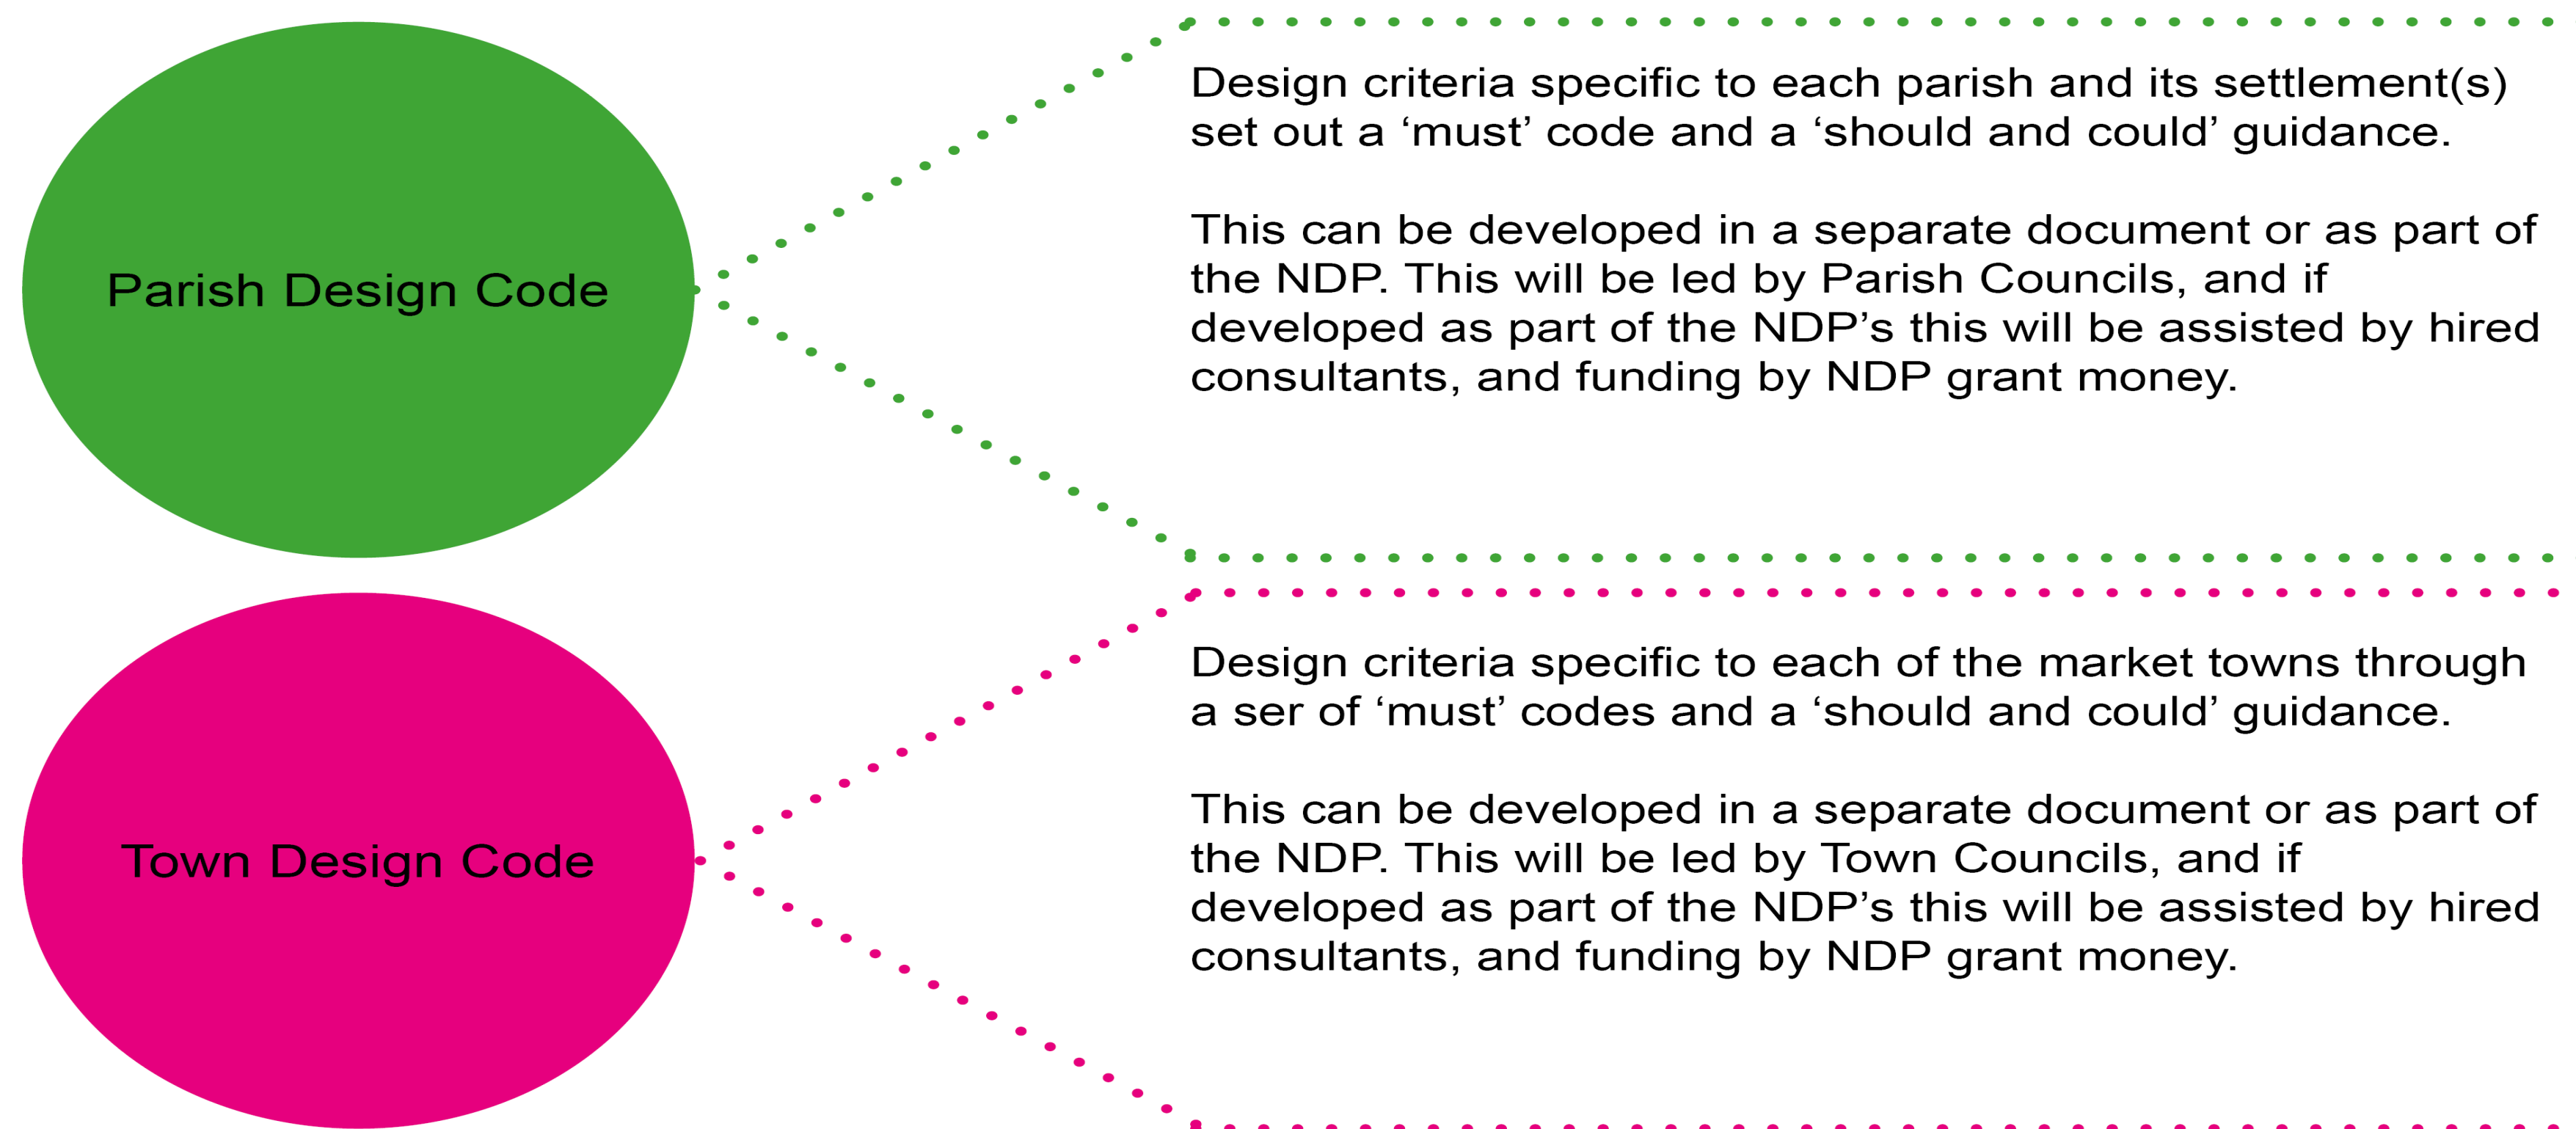 Parish Design Code
Design criteria specific to each parish and its settlement(s)
set out a ‘must’ code and a ‘should and could’ guidance.
This can be developed in a separate document or as part of
the NDP. This will be led by Parish Councils, and if
developed as part of the NDP’s this will be assisted by hired
consultants, and funding by NDP grant money.
Town Design Code
Design criteria specific to each of the market towns through
a ser of ‘must’ codes and a ‘should and could’ guidance.
This can be developed in a separate document or as part of
the NDP. This will be led by Town Councils, and if
developed as part of the NDP’s this will be assisted by hired
consultants, and funding by NDP grant money.